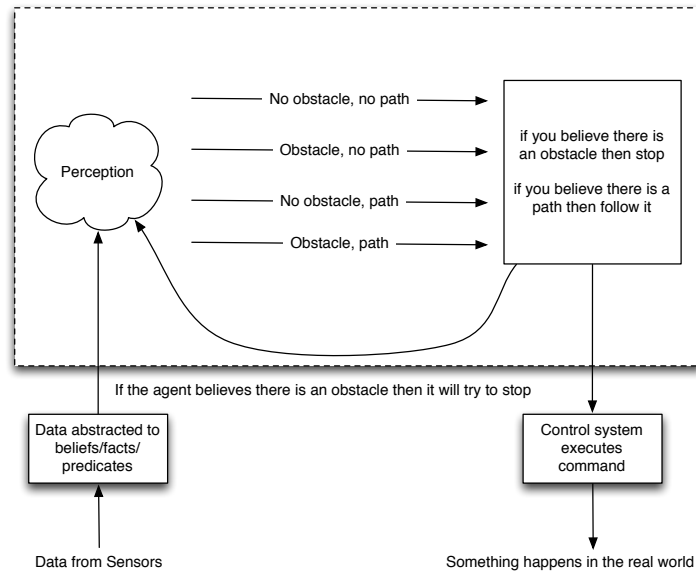 Perception
No obstacle, no path
Obstacle, no path
No obstacle, path
Obstacle, path
if you believe there is
an obstacle then stop
if you believe there is a
path then follow it
If the agent believes there is an obstacle then it will try to stop
Data abstracted to
beliefs/facts/
predicates
Control system
executes
command
Data from Sensors
Something happens in the real world